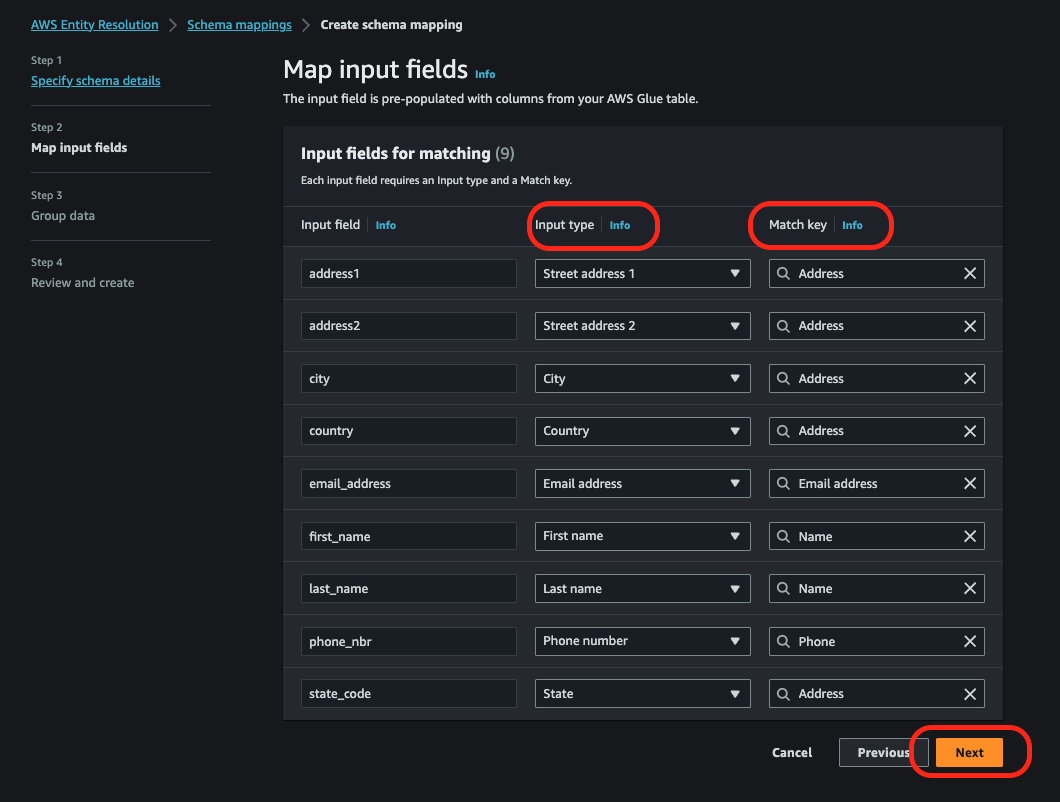 AWS Entity Resolution > Schema mappings > Create schema mapping
Step 1
Specify schema details
Step 2
Map input fields
Step 3
Group data
Step 4
Review and create
Map input fields Info
The input field is pre-populated with columns from your AWS Glue table.
Input fields for matching (9)
Each input field requires an Input type and a Match key.
Input field Info Input type Info Match key Info
address1 Street address 1 Address
address2 Street address 2 Address
city City Address
country Country Address
email_address Email address Email address
first_name First name Name
last_name Last name Name
phone_nbr Phone number Phone
state_code State Address
Cancel Previous Next